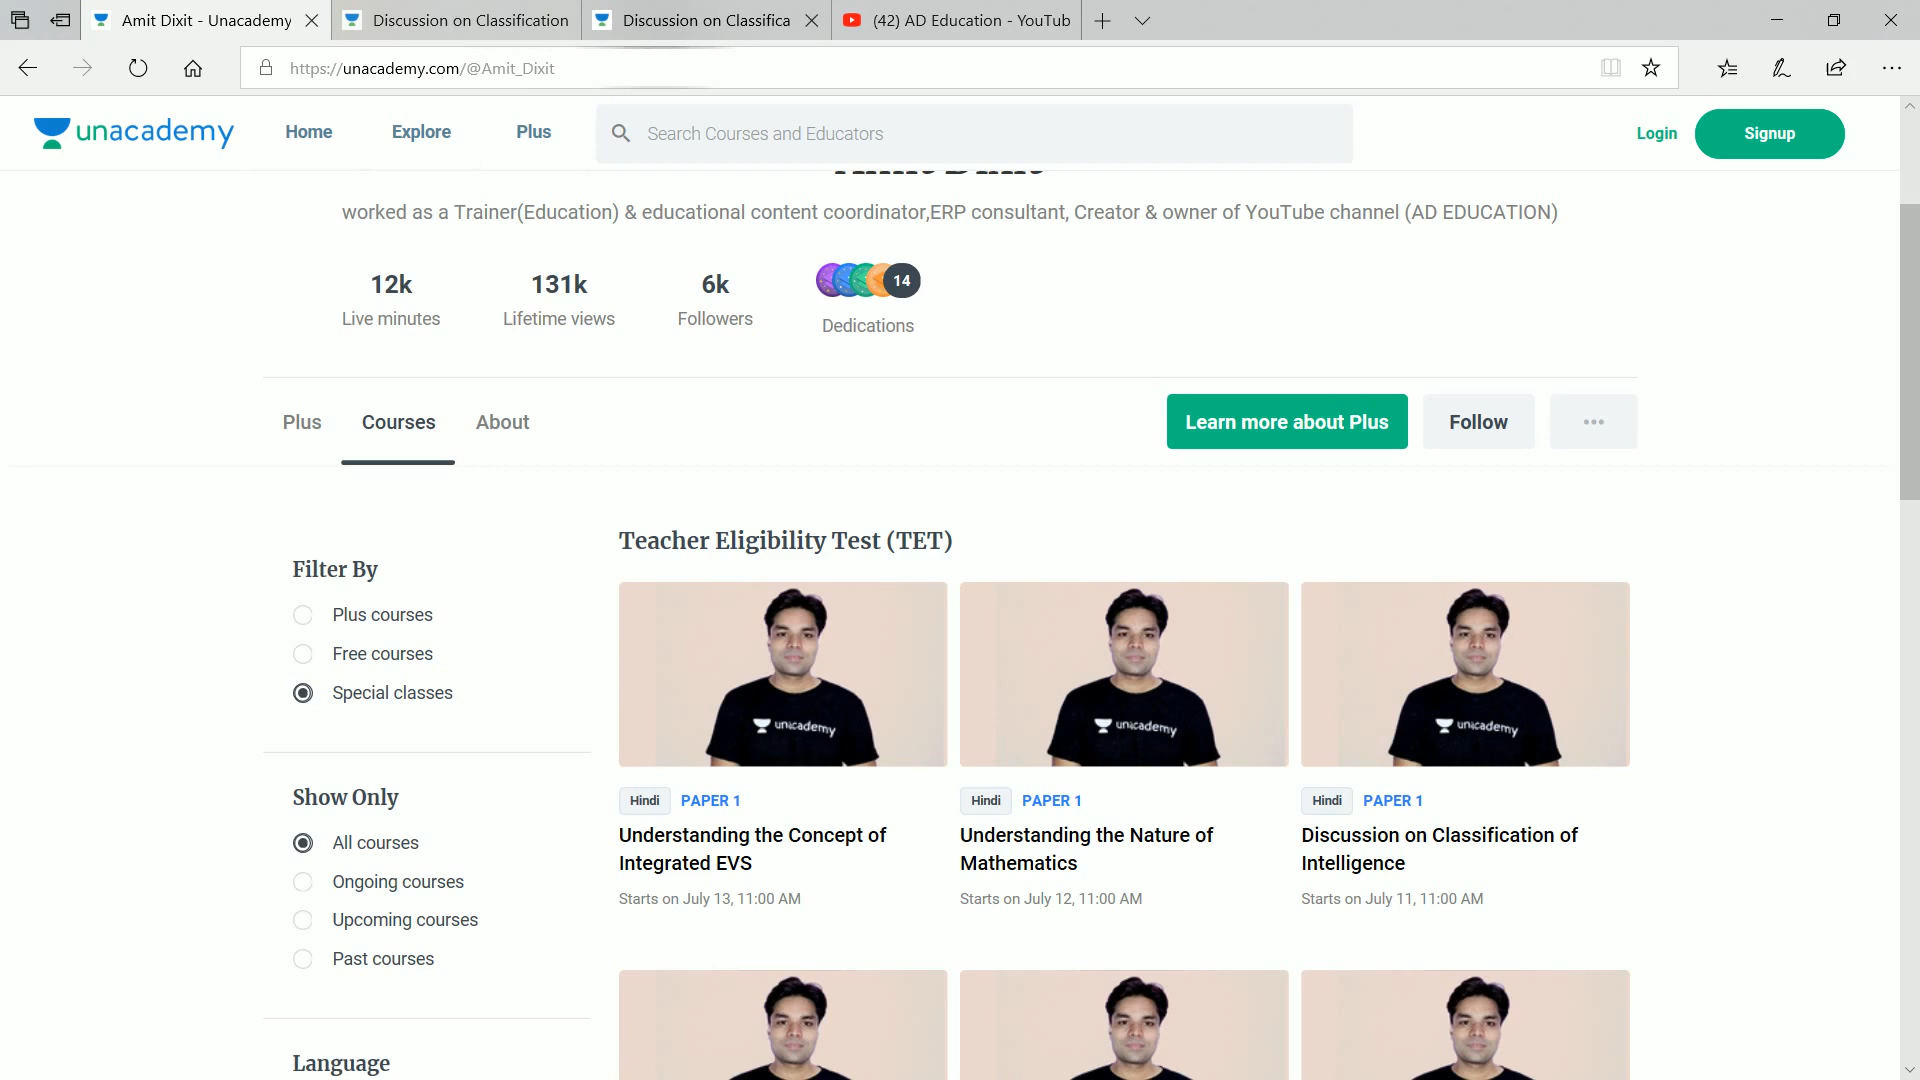 Amit Dixit - Unacademy
Discussion on Classification
Discussion on Classifica
(42) AD Education - YouTub
https://unacademy.com/@Amit_Dixit
unacademy
Home
Explore
Plus
Search Courses and Educators
Login
Signup
Amit Dixit
worked as a Trainer(Education) & educational content coordinator,ERP consultant, Creator & owner of YouTube channel (AD EDUCATION)
12k
131k
6k
14
Live minutes
Lifetime views
Followers
Dedications
Plus
Courses
About
Learn more about Plus
Follow
Filter By
Plus courses
Free courses
Special classes
Show Only
All courses
Ongoing courses
Upcoming courses
Past courses
Language
Teacher Eligibility Test (TET)
unacademy
Hindi PAPER 1
Understanding the Concept of
Integrated EVS
Starts on July 13, 11:00 AM
unacademy
Hindi PAPER 1
Understanding the Nature of
Mathematics
Starts on July 12, 11:00 AM
unacademy
Hindi PAPER 1
Discussion on Classification of
Intelligence
Starts on July 11, 11:00 AM